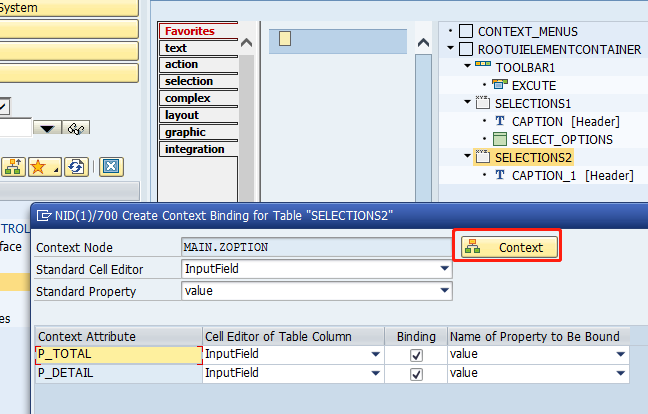 System
Favorites
text
action
selection
complex
layout
graphic
integration
CONTEXT_MENUS
ROOTUIELEMENTCONTAINER
TOOLBAR1
EXCUTE
SELECTIONS1
CAPTION [Header]
SELECT_OPTIONS
SELECTIONS2
CAPTION_1 [Header]
NID(1)/700 Create Context Binding for Table "SELECTIONS2"
Context Node MAIN.ZOPTION Context
Standard Cell Editor InputField
Standard Property value
Context Attribute Cell Editor of Table Column Binding Name of Property to Be Bound
P_TOTAL InputField value
P_DETAIL InputField value